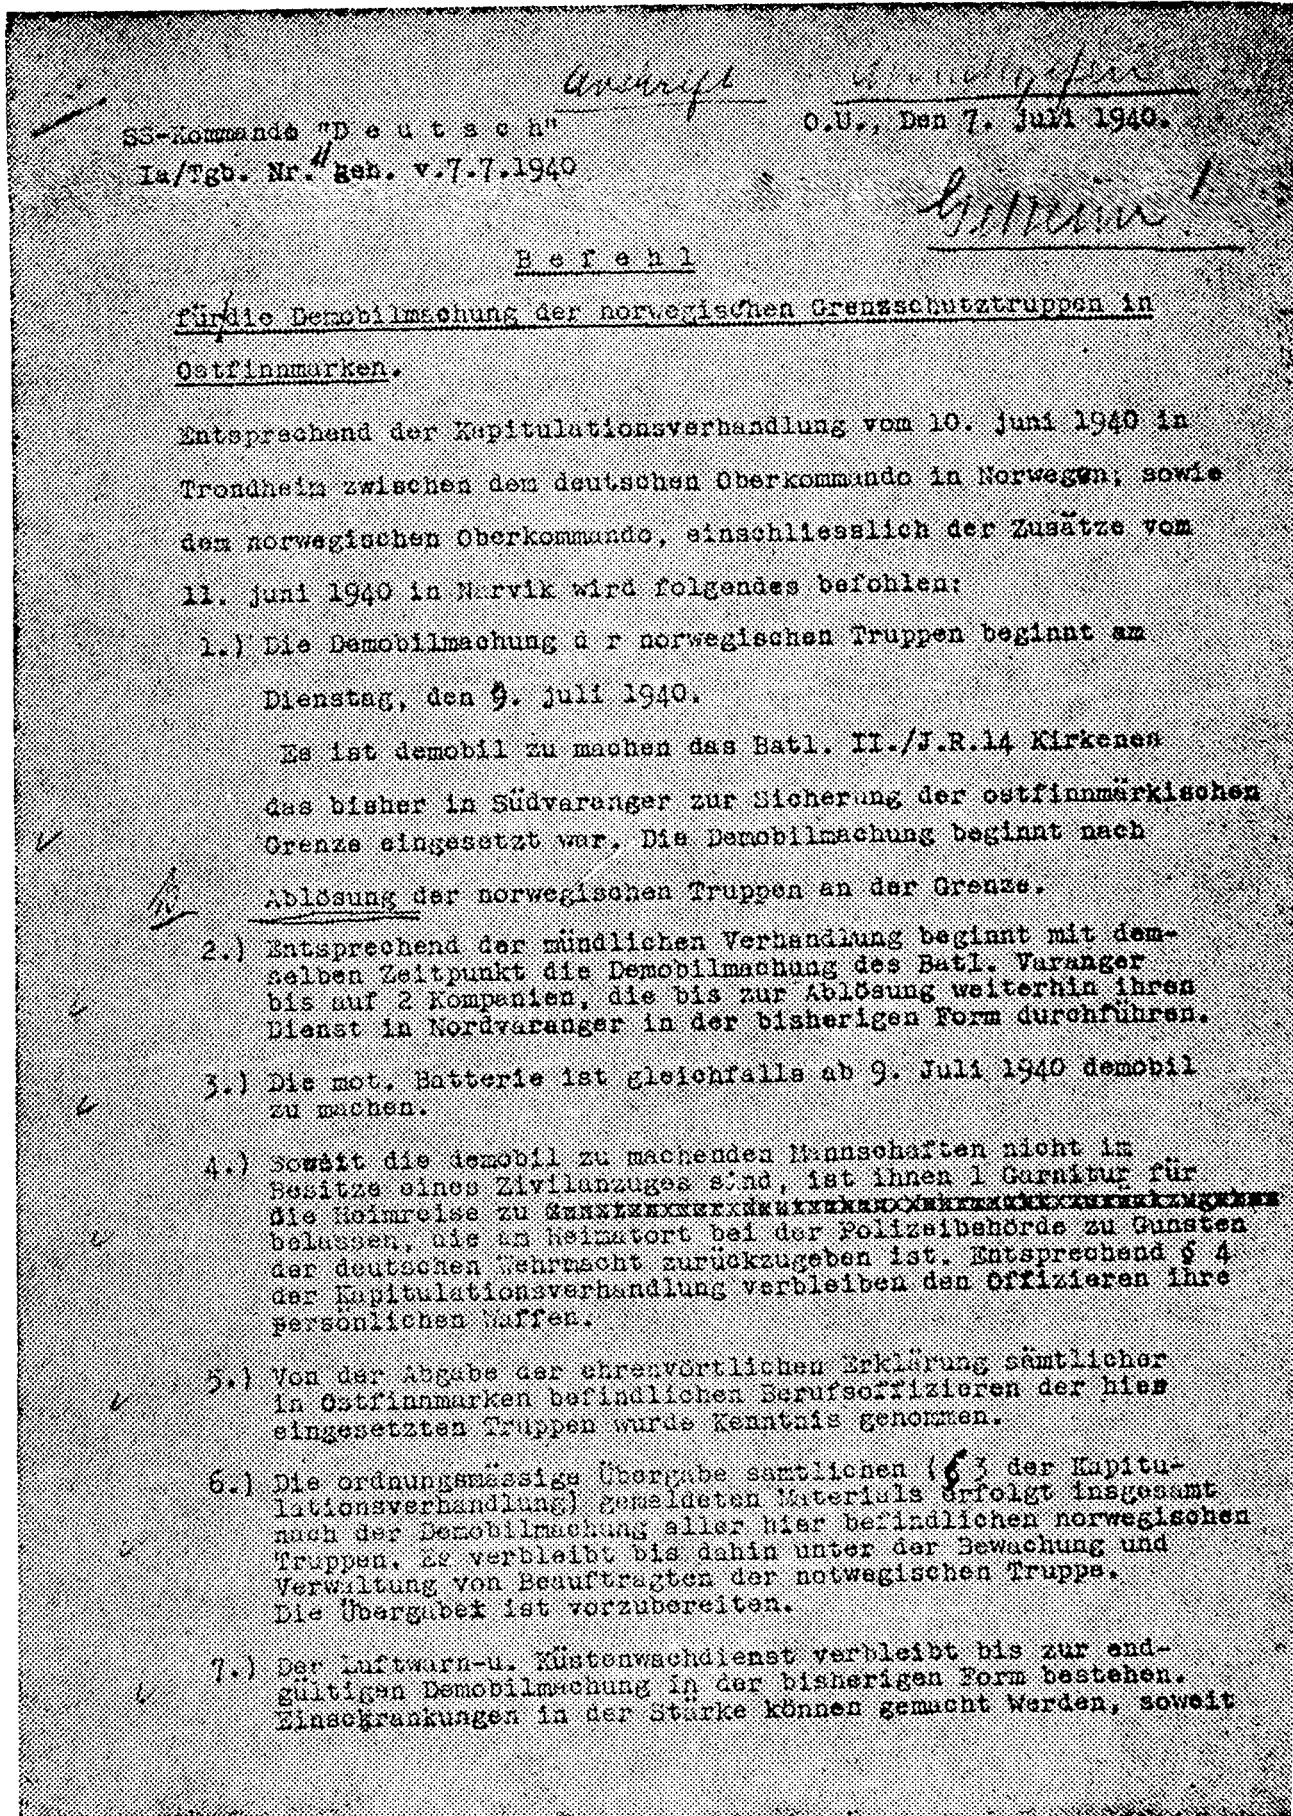 Avskrift
O.U., Den 7. juli 1940.
SS-Kommando "D e u t s c h"
Ia/Tgb. Nr. geh. v.7.7.1940
Geheim!
B e f e h l
für die Demobilmachung der norwegischen Grenzschutztruppen in
Ostfinnmarken.
Entsprechend der Kapitulationsverhandlung vom 10. juni 1940 in
Trondheim zwischen dem deutschen Oberkommando in Norwegen, sowie
dem norwegischen Oberkommando, einschliesslich der Zusätze vom
11. juni 1940 in Narvik wird folgendes befohlen:
1.) Die Demobilmachung d r norwegischen Truppen beginnt am
Dienstag, den 9. juli 1940.
Es ist demobil zu machen das Batl. II./J.R.14 Kirkenes
das bisher in Südvaranger zur Sicherung der ostfinnmärkischen
Grenze eingesetzt war. Die Demobilmachung beginnt nach
Ablösung der norwegischen Truppen an der Grenze.
2.) Entsprechend der mündlichen Verhandlung beginnt mit dem-
selben Zeitpunkt die Demobilmachung des Batl. Varanger
bis auf 2 Kompanien, die bis zur Ablösung weiterhin ihren
Dienst in Nordvaranger in der bisherigen Form durchführen.
3.) Die mot. Batterie ist gleichfalls ab 9. Juli 1940 demobil
zu machen.
4.) Soweit die demobil zu machenden Mannschaften nicht im
Besitze eines Zivilanzuges sind, ist ihnen 1 Garnitur für
die Heimreise zu
belassen, die am Heimatort bei der Polizeibehörde zu Gunsten
der deutschen Wehrmacht zurückzugeben ist. Entsprechend § 4
der Kapitulationsverhandlung verbleiben den Offizieren ihre
persönlichen Waffen.
5.) Von der Abgabe der ehrenwörtlichen Erklärung sämtlicher
in Ostfinnmarken befindlichen Berufsoffizieren der hier
eingesetzten Truppen wurde Kenntnis genommen.
6.) Die ordnungsmässige Übergabe samtlichen (§ 3 der Kapitu-
lationsverhandlung) gemeldeten Materials erfolgt insgesamt
nach der Demobilmachung aller hier befindlichen norwegischen
Truppen. Es verbleibt bis dahin unter der Bewachung und
Verwaltung von Beauftragten der notwegischen Truppe.
Die Übergabe ist vorzubereiten.
7.) Der Luftwarn-u. Küstenwachdienst verbleibt bis zur end-
gültigen Demobilmachung in der bisherigen Form bestehen.
Einschrankungen in der Stärke können gemacht werden, soweit